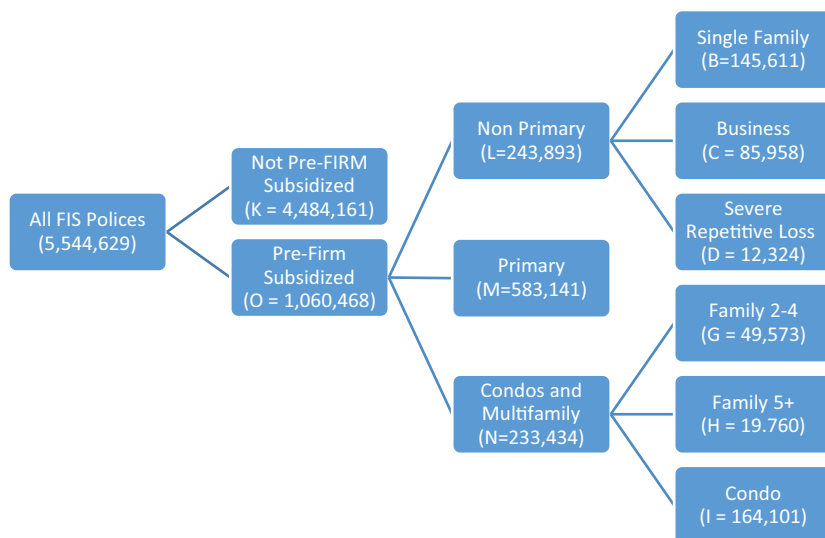 All FIS Polices
(5,544,629)
Not Pre-FIRM
Subsidized
(K = 4,484,161)
Pre-Firm
Subsidized
(O = 1,060,468)
Non Primary
(L=243,893)
Primary
(M=583,141)
Condos and
Multifamily
(N=233,434)
Single Family
(B=145,611)
Business
(C = 85,958)
Severe
Repetitive Loss
(D = 12,324)
Family 2-4
(G = 49,573)
Family 5+
(H = 19.760)
Condo
(I = 164,101)